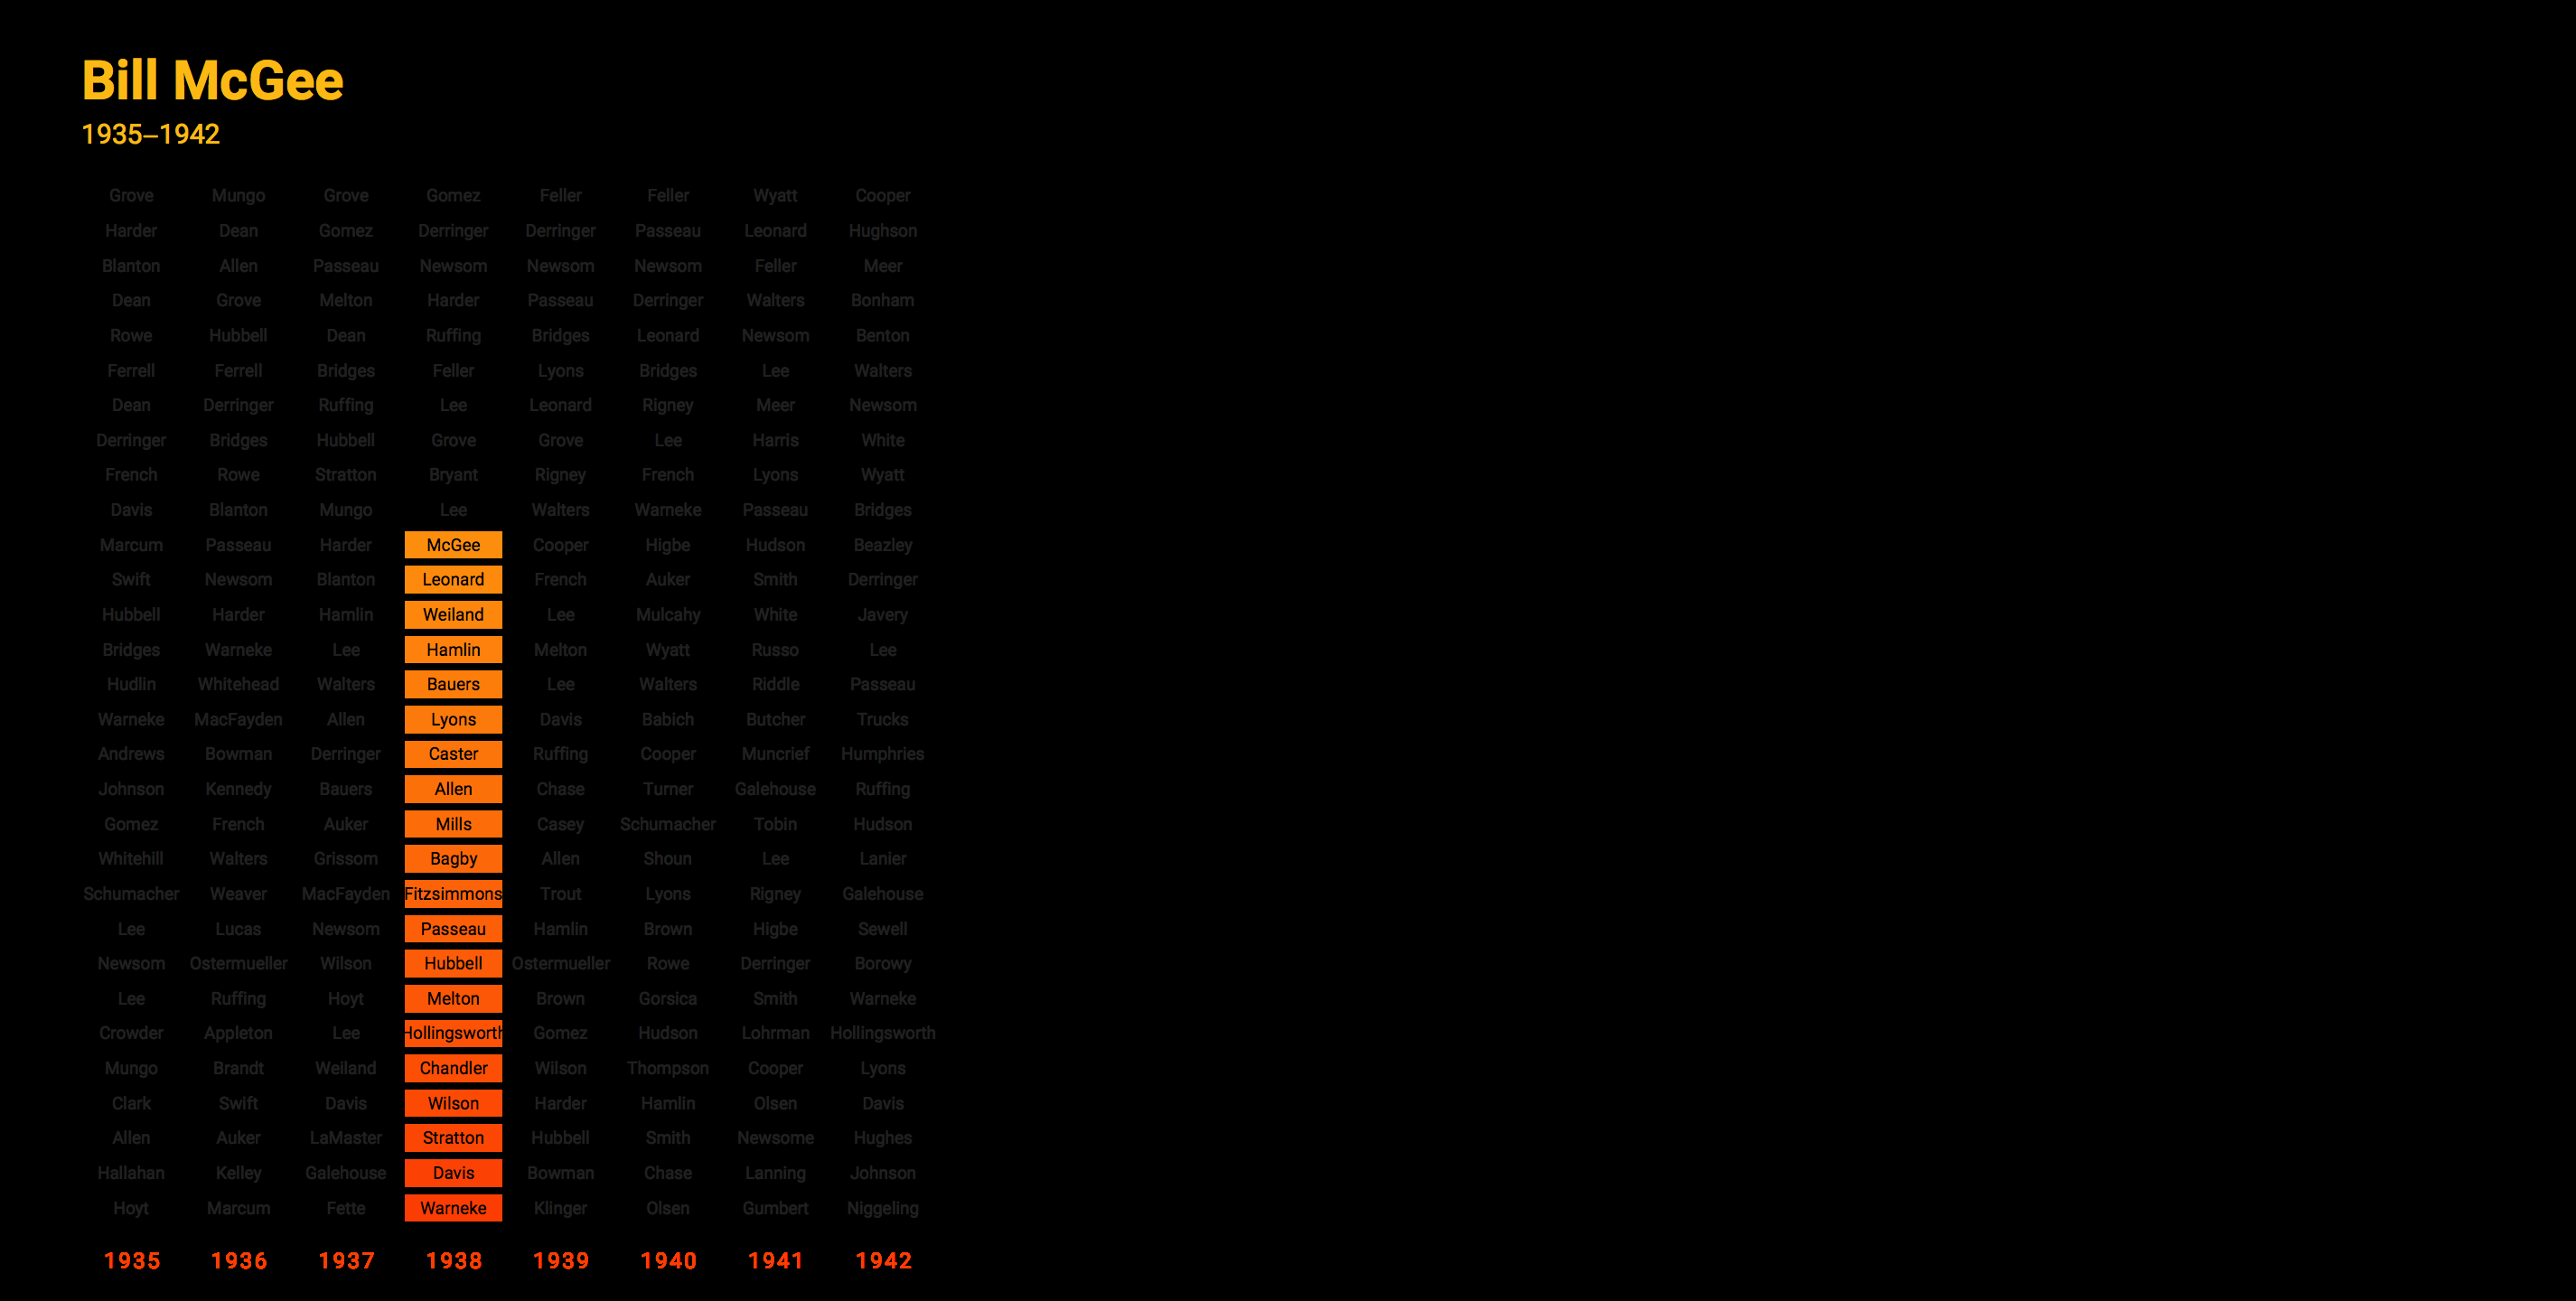 Bill McGee
1935–1942
Grove Mungo Grove Gomez Feller Feller Wyatt Cooper
Harder Dean Gomez Derringer Derringer Passeau Leonard Hughson
Blanton Allen Passeau Newsom Newsom Newsom Feller Meer
Dean Grove Melton Harder Passeau Derringer Walters Bonham
Rowe Hubbell Dean Ruffing Bridges Leonard Newsom Benton
Ferrell Ferrell Bridges Feller Lyons Bridges Lee Walters
Dean Derringer Ruffing Lee Leonard Rigney Meer Newsom
Derringer Bridges Hubbell Grove Grove Lee Harris White
French Rowe Stratton Bryant Rigney French Lyons Wyatt
Davis Blanton Mungo Lee Walters Warneke Passeau Bridges
Marcum Passeau Harder McGee Cooper Higbe Hudson Beazley
Swift Newsom Blanton Leonard French Auker Smith Derringer
Hubbell Harder Hamlin Weiland Lee Mulcahy White Javery
Bridges Warneke Lee Hamlin Melton Wyatt Russo Lee
Hudlin Whitehead Walters Bauers Lee Walters Riddle Passeau
Warneke MacFayden Allen Lyons Davis Babich Butcher Trucks
Andrews Bowman Derringer Caster Ruffing Cooper Muncrief Humphries
Johnson Kennedy Bauers Allen Chase Turner Galehouse Ruffing
Gomez French Auker Mills Casey Schumacher Tobin Hudson
Whitehill Walters Grissom Bagby Allen Shoun Lee Lanier
Schumacher Weaver MacFayden Fitzsimmons Trout Lyons Rigney Galehouse
Lee Lucas Newsom Passeau Hamlin Brown Higbe Sewell
Newsom Ostermueller Wilson Hubbell Ostermueller Rowe Derringer Borowy
Lee Ruffing Hoyt Melton Brown Gorsica Smith Warneke
Crowder Appleton Lee Hollingsworth Gomez Hudson Lohrman Hollingsworth
Mungo Brandt Weiland Chandler Wilson Thompson Cooper Lyons
Clark Swift Davis Wilson Harder Hamlin Olsen Davis
Allen Auker LaMaster Stratton Hubbell Smith Newsome Hughes
Hallahan Kelley Galehouse Davis Bowman Chase Lanning Johnson
Hoyt Marcum Fette Warneke Klinger Olsen Gumbert Niggeling
1935 1936 1937 1938 1939 1940 1941 1942